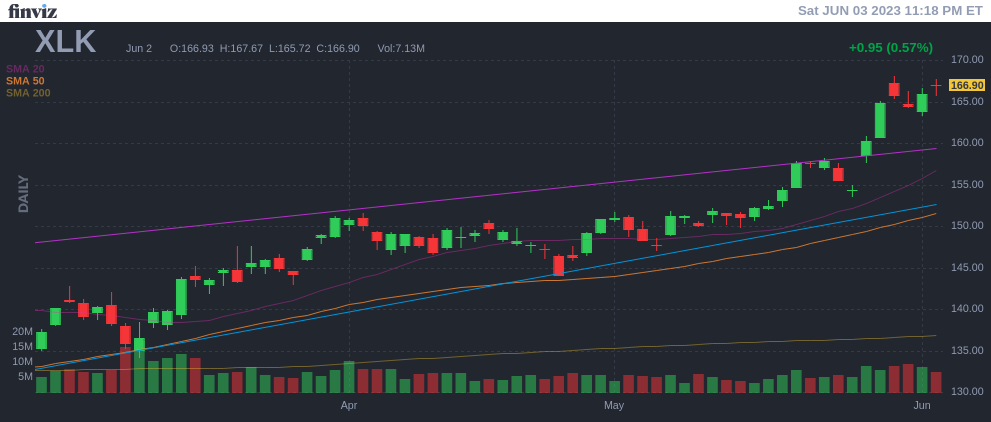 finviz
Sat JUN 03 2023 11:18 PM ET
XLK
Jun 2 O:166.93 H:167.67 L:165.72 C:166.90 Vol:7.13M
+0.95 (0.57%)
SMA 20
SMA 50
SMA 200
DAILY
170.00
166.90
165.00
160.00
155.00
150.00
145.00
140.00
135.00
130.00
20M
15M
10M
5M
Apr May Jun